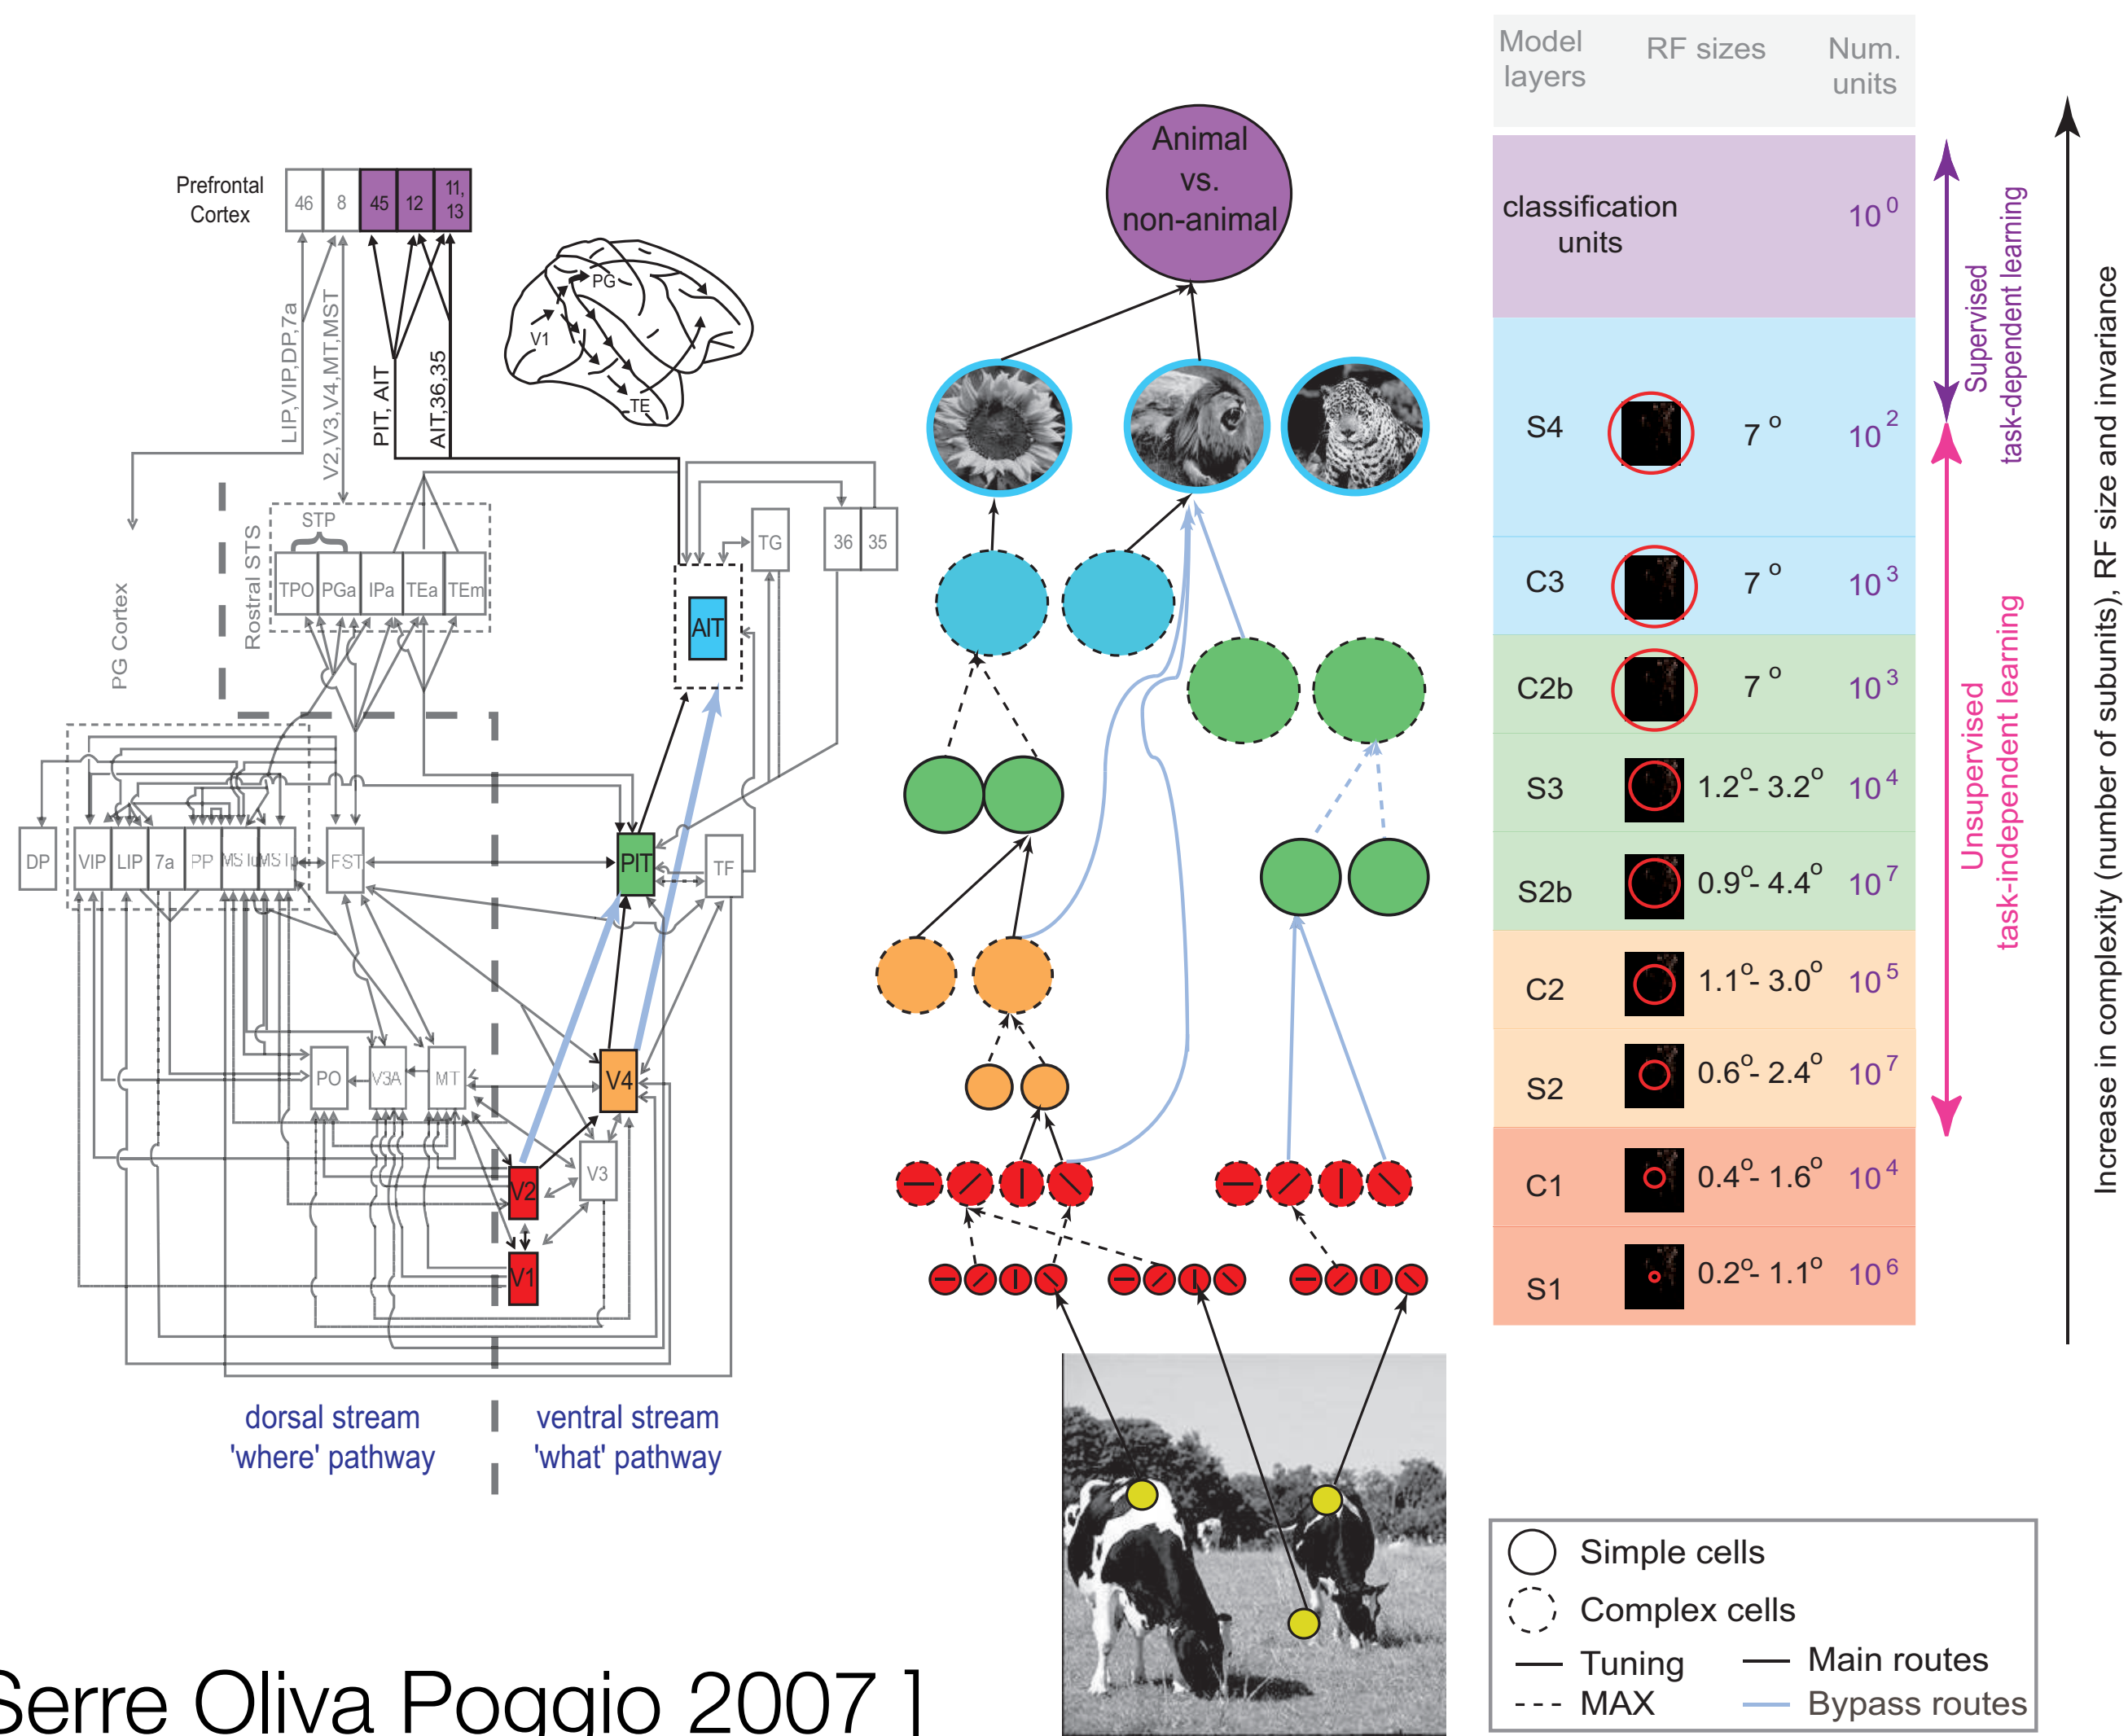 Prefrontal
Cortex
46
8
45
12
11,
13
LIP,VIP,DP,7a
V2,V3,V4,MT,MST
PIT, AIT
AIT,36,35
PG
V1
TE
STP
Rostral STS
TPO
PGa
IPa
TEa
TEm
TG
36
35
AIT
PG Cortex
DP
VIP
LIP
7a
PP
FST
PIT
TF
PO
V3A
MT
V4
V2
V3
V1
dorsal stream
'where' pathway
ventral stream
'what' pathway
Serre Oliva Poggio 2007 ]
Animal
vs.
non-animal
Model
layers
RF sizes
Num.
units
classification
units
10⁰
S4 7° 10²
C3 7° 10³
C2b 7° 10³
S3 1.2°- 3.2° 10⁴
S2b 0.9°- 4.4° 10⁷
C2 1.1°- 3.0° 10⁵
S2 0.6°- 2.4° 10⁷
C1 0.4°- 1.6° 10⁴
S1 0.2°- 1.1° 10⁶
Supervised
task-dependent learning
Unsupervised
task-independent learning
Increase in complexity (number of subunits), RF size and invariance
Simple cells
Complex cells
Tuning
Main routes
MAX
Bypass routes